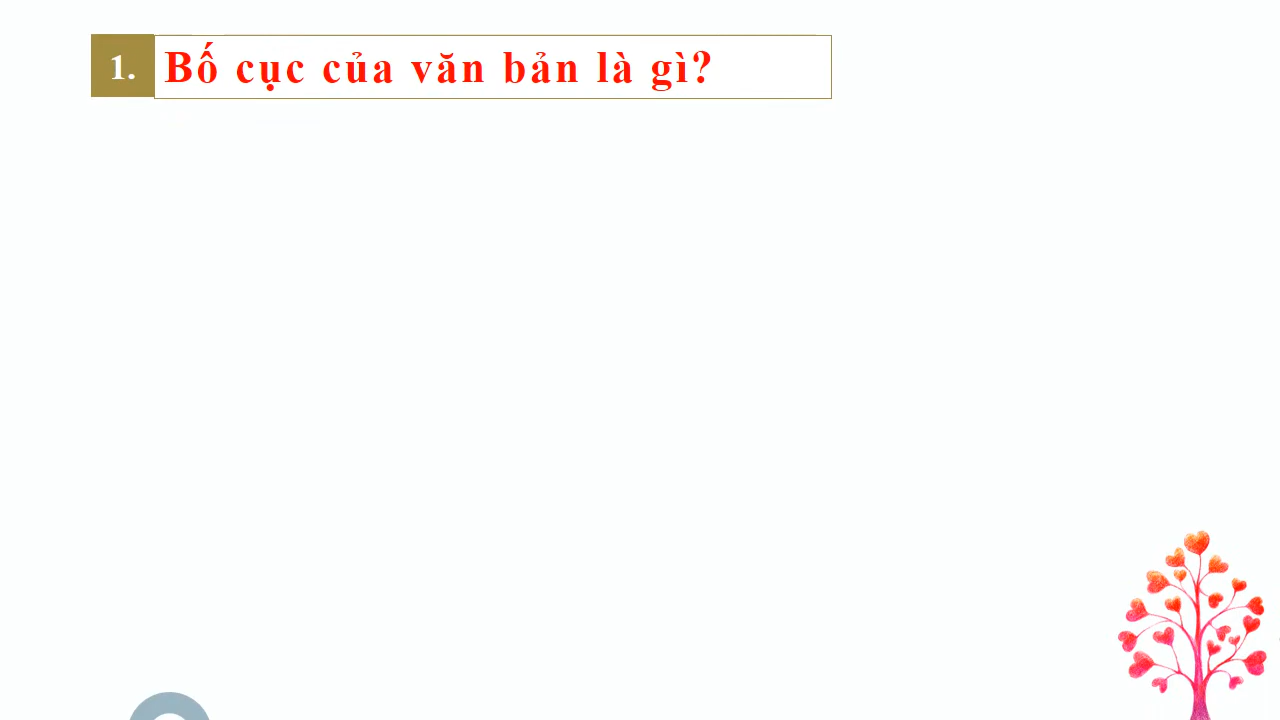 1. Bố cục của văn bản là gì?